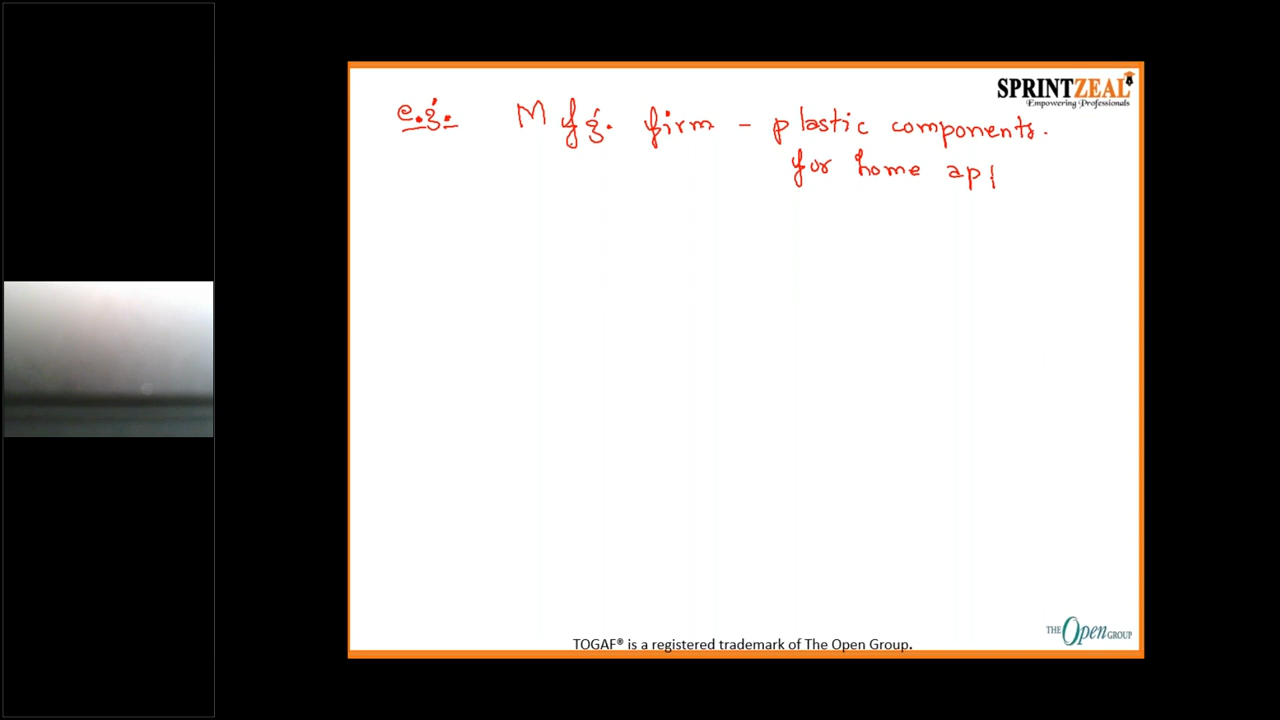 SPRINTZEAL
Empowering Professionals
e.g. Mfg. firm - plastic components.
for home
THE Open GROUP
TOGAF® is a registered trademark of The Open Group.